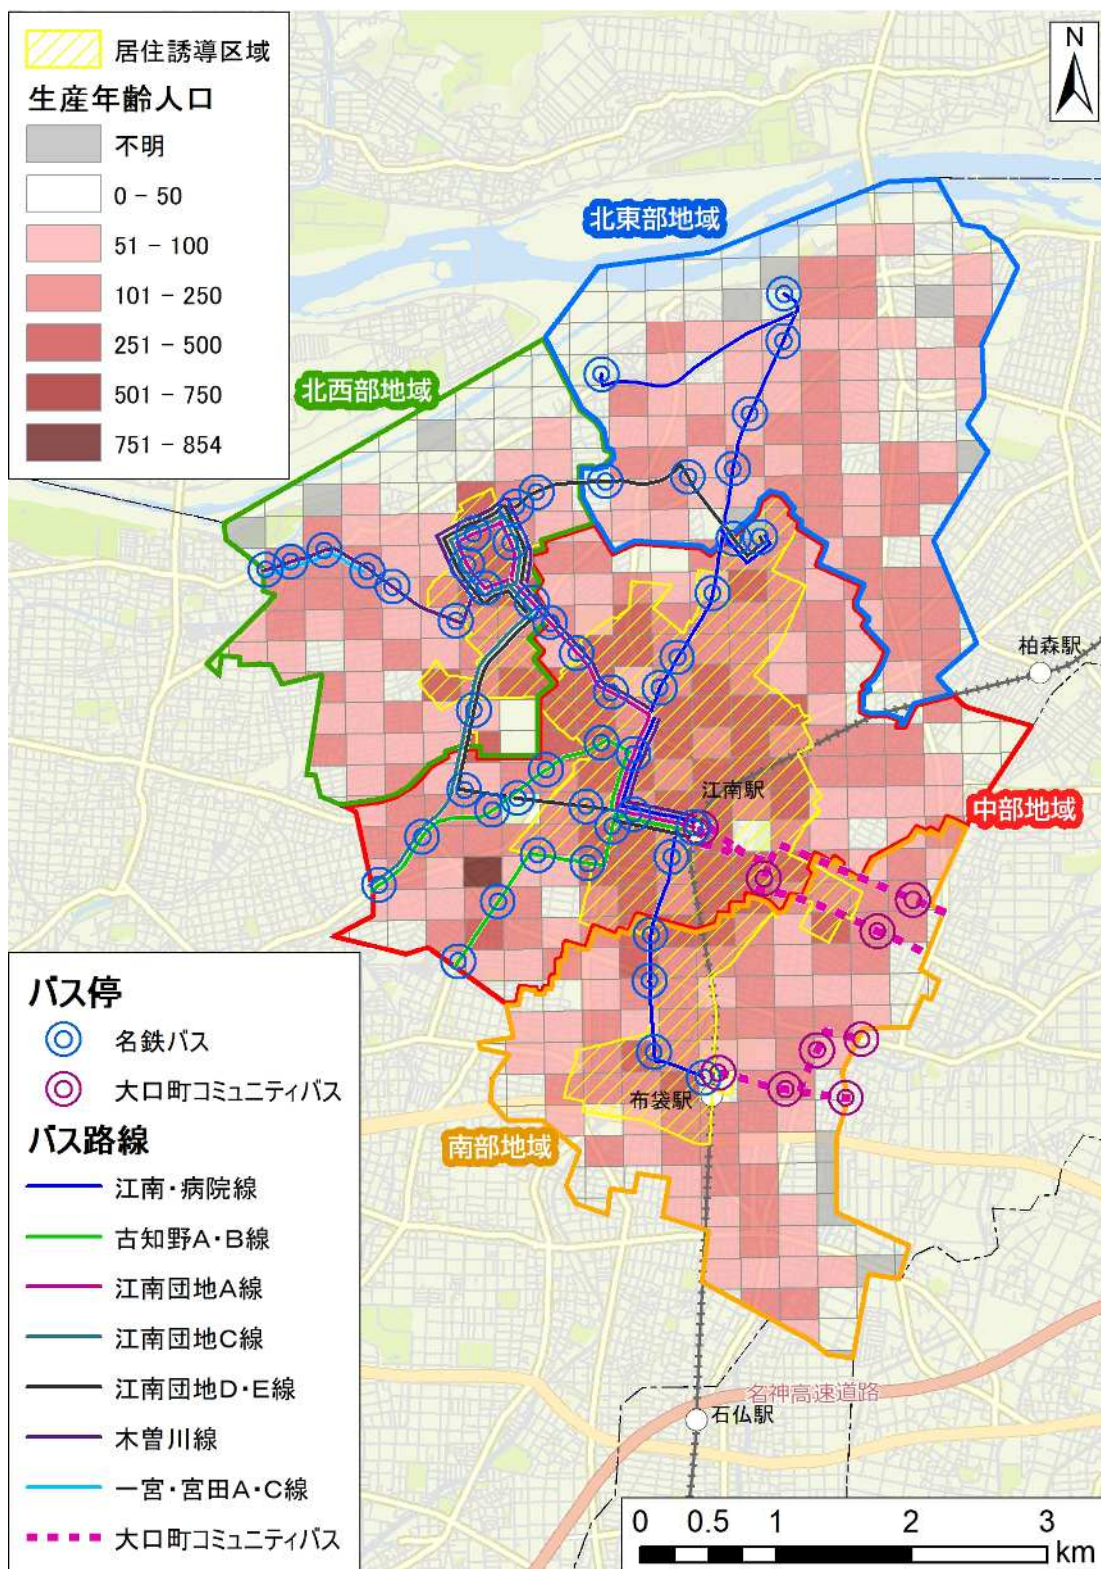 居住誘導区域
生産年齢人口
不明
0 - 50
51 - 100
101 - 250
251 - 500
501 - 750
751 - 854
N
北東部地域
北西部地域
柏森駅
江南駅
中部地域
布袋駅
南部地域
名神高速道路
石仏駅
バス停
名鉄バス
大口町コミュニティバス
バス路線
江南・病院線
古知野A・B線
江南団地A線
江南団地C線
江南団地D・E線
木曽川線
一宮・宮田A・C線
大口町コミュニティバス
0 0.5 1 2 3
km